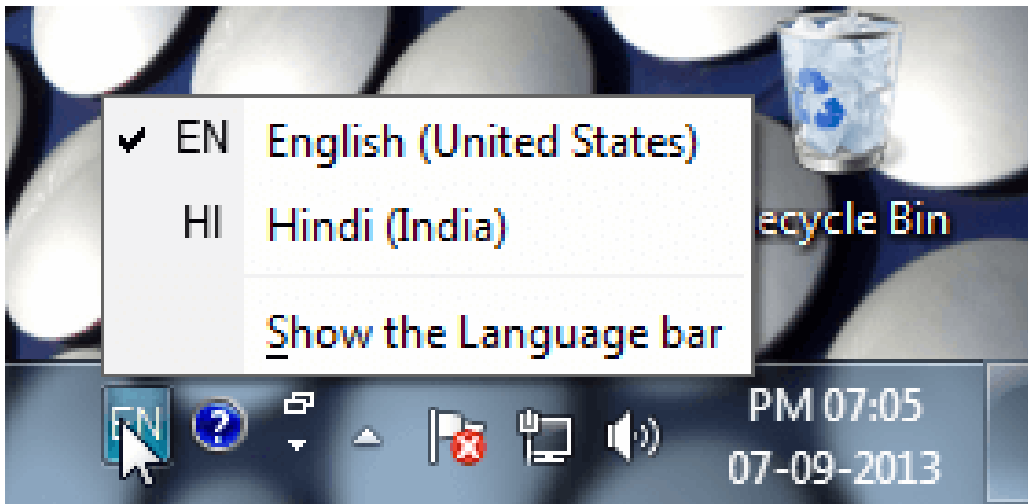 EN English (United States)
HI Hindi (India)
ecycle Bin
Show the Language bar
EN
PM 07:05
07-09-2013